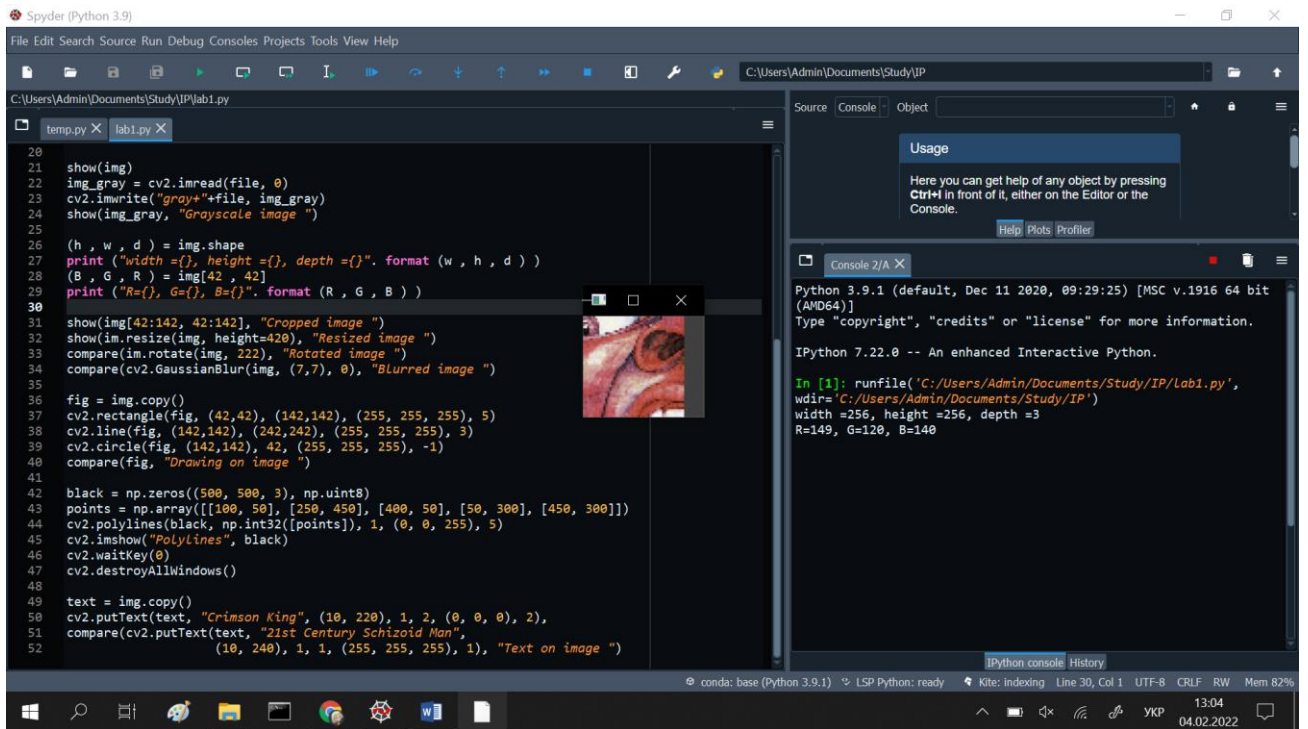 Spyder (Python 3.9)
File Edit Search Source Run Debug Consoles Projects Tools View Help
C:\Users\Admin\Documents\Study\IP
C:\Users\Admin\Documents\Study\IP\lab1.py
temp.py X lab1.py X
20
21 show(img)
22 img_gray = cv2.imread(file, 0)
23 cv2.imwrite("gray+"+file, img_gray)
24 show(img_gray, "Grayscale image ")
25
26 (h , w , d ) = img.shape
27 print ("width ={}, height ={}, depth ={}". format (w , h , d ) )
28 (B , G , R ) = img[42 , 42]
29 print ("R={}, G={}, B={}". format (R , G , B ) )
30
31 show(img[42:142, 42:142], "Cropped image ")
32 show(im.resize(img, height=420), "Resized image ")
33 compare(im.rotate(img, 222), "Rotated image ")
34 compare(cv2.GaussianBlur(img, (7,7), 0), "BLurred image ")
35
36 fig = img.copy()
37 cv2.rectangle(fig, (42,42), (142,142), (255, 255, 255), 5)
38 cv2.line(fig, (142,142), (242,242), (255, 255, 255), 3)
39 cv2.circle(fig, (142,142), 42, (255, 255, 255), -1)
40 compare(fig, "Drawing on image ")
41
42 black = np.zeros((500, 500, 3), np.uint8)
43 points = np.array([[100, 50], [250, 450], [400, 50], [50, 300], [450, 300]])
44 cv2.polylines(black, np.int32([points]), 1, (0, 0, 255), 5)
45 cv2.imshow("PolyLines", black)
46 cv2.waitKey(0)
47 cv2.destroyAllWindows()
48
49 text = img.copy()
50 cv2.putText(text, "Crimson King", (10, 220), 1, 2, (0, 0, 0), 2),
51 compare(cv2.putText(text, "21st Century Schizoid Man",
52 (10, 240), 1, 1, (255, 255, 255), 1), "Text on image ")
Source Console Object
Usage
Here you can get help of any object by pressing
Ctrl+I in front of it, either on the Editor or the
Console.
Help Plots Profiler
Console 2/A X
Python 3.9.1 (default, Dec 11 2020, 09:29:25) [MSC v.1916 64 bit
(AMD64)]
Type "copyright", "credits" or "license" for more information.
IPython 7.22.0 -- An enhanced Interactive Python.
In [1]: runfile('C:/Users/Admin/Documents/Study/IP/lab1.py',
wdir='C:/Users/Admin/Documents/Study/IP')
width =256, height =256, depth =3
R=149, G=120, B=140
IPython console History
conda: base (Python 3.9.1) LSP Python: ready Kite: indexing Line 30, Col 1 UTF-8 CRLF RW Mem 82%
УКР
13:04
04.02.2022